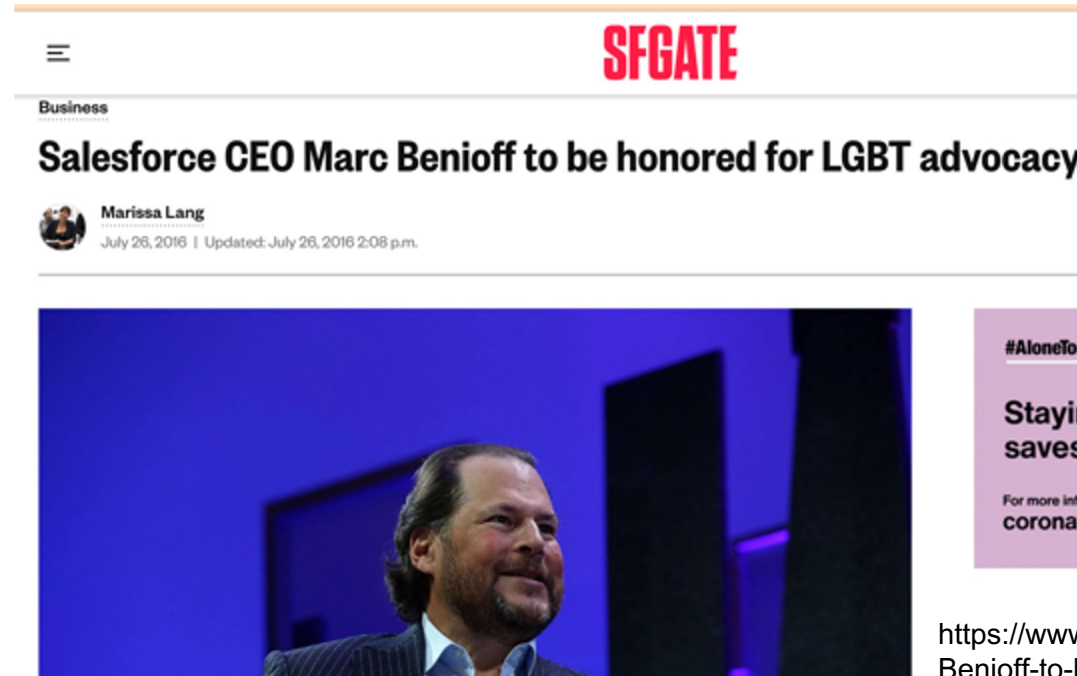 SFGATE
Business
Salesforce CEO Marc Benioff to be honored for LGBT advocacy
Marissa Lang
July 26, 2016 | Updated: July 26, 2016 2:08 p.m.
#AloneTo
Stayi
saves
For more inf
corona
https://www
Benioff-to-